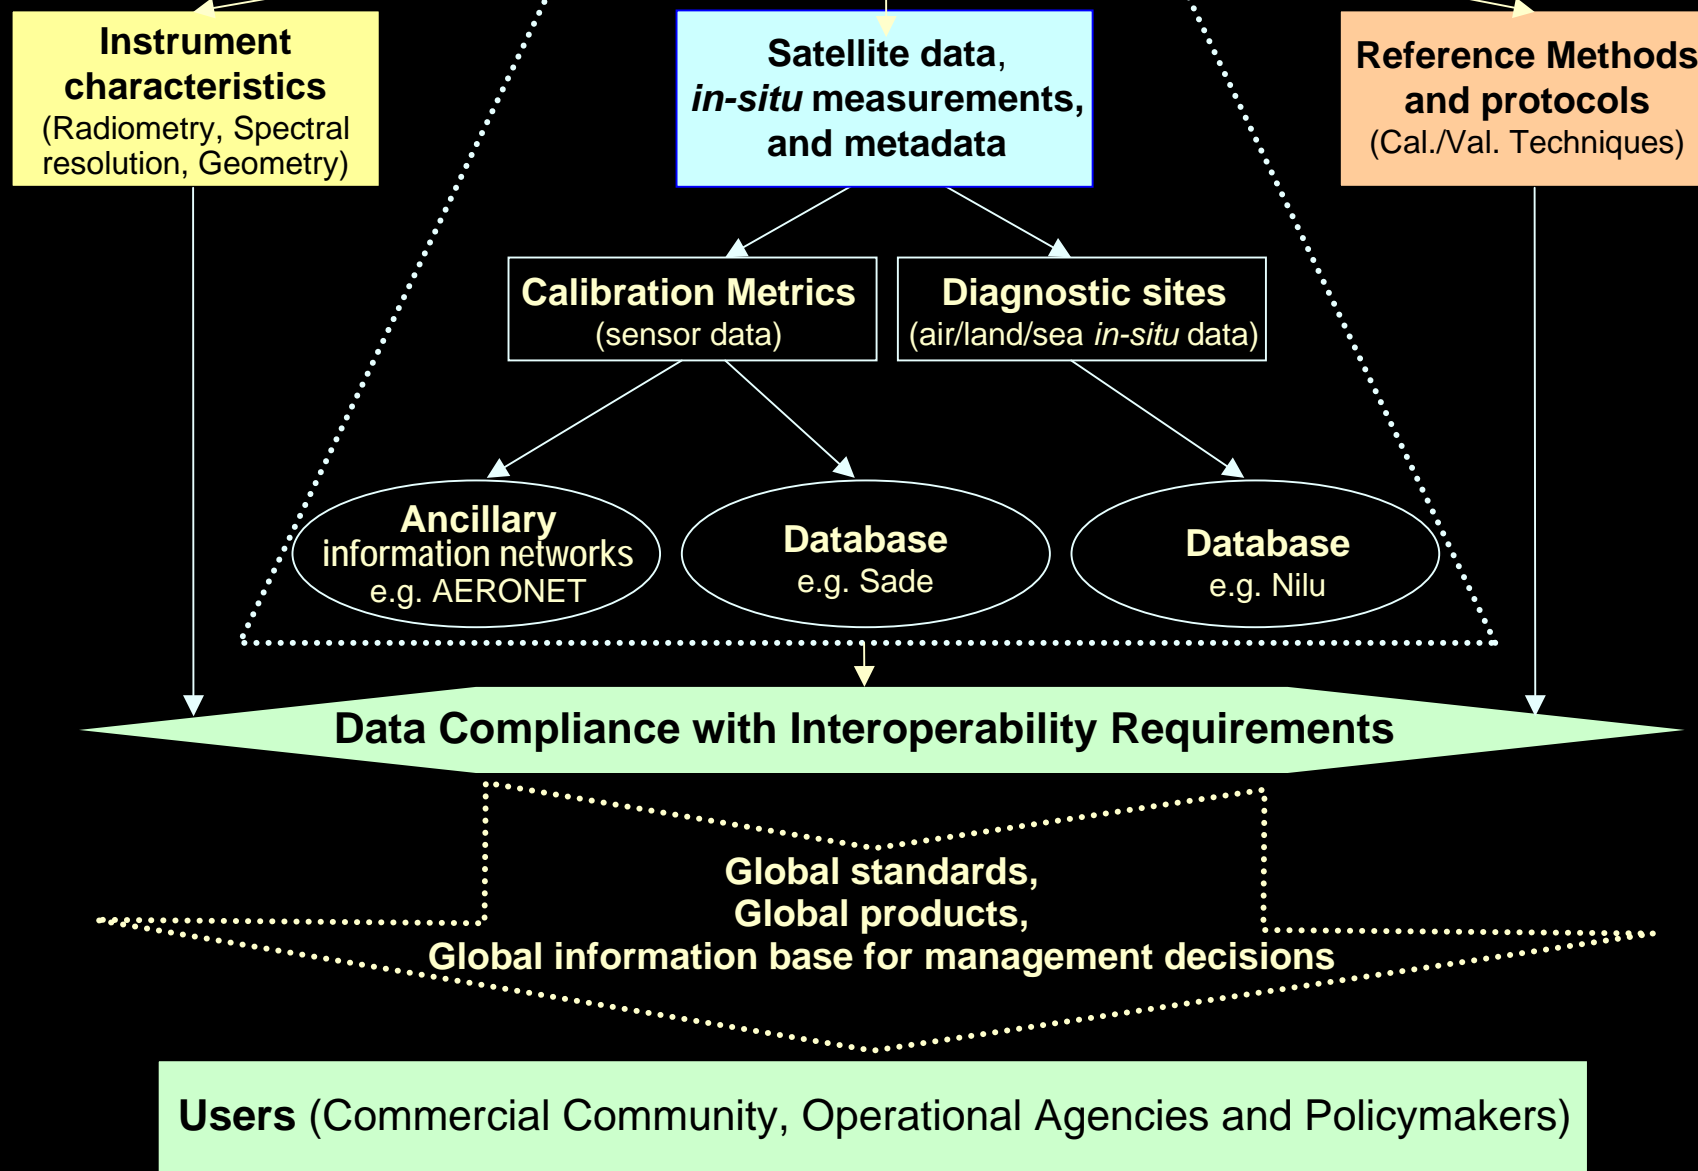 Instrument
characteristics
(Radiometry, Spectral
resolution, Geometry)
Satellite data,
in-situ measurements,
and metadata
Reference Methods
and protocols
(Cal./Val. Techniques)
Calibration Metrics
(sensor data)
Diagnostic sites
(air/land/sea in-situ data)
Ancillary
information networks
e.g. AERONET
Database
e.g. Sade
Database
e.g. Nilu
Data Compliance with Interoperability Requirements
Global standards,
Global products,
Global information base for management decisions
Users (Commercial Community, Operational Agencies and Policymakers)